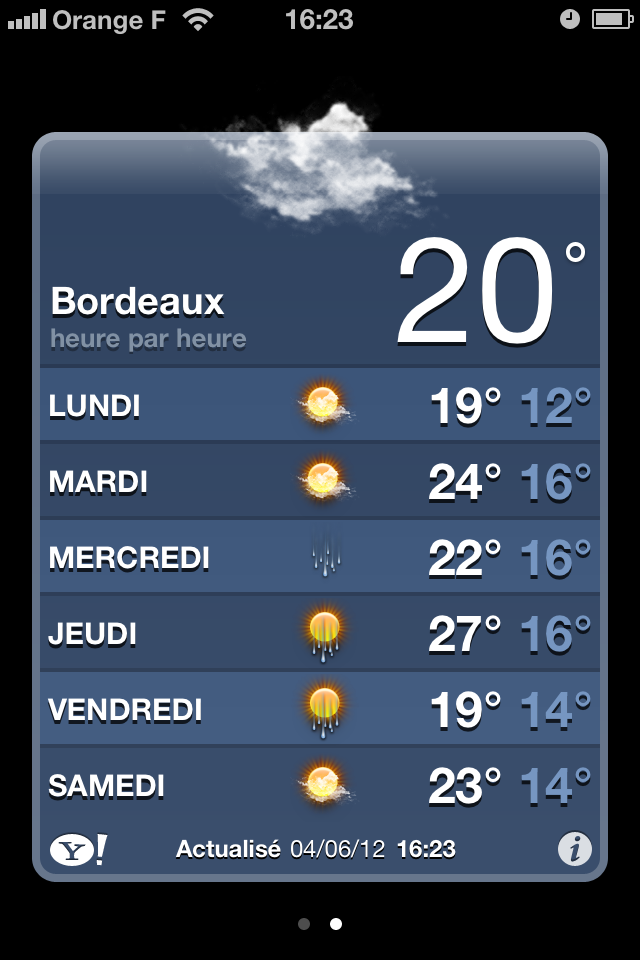 Orange F 16:23
20°
Bordeaux
heure par heure
LUNDI 19° 12°
MARDI 24° 16°
MERCREDI 22° 16°
JEUDI 27° 16°
VENDREDI 19° 14°
SAMEDI 23° 14°
Y! Actualisé 04/06/12 16:23 i